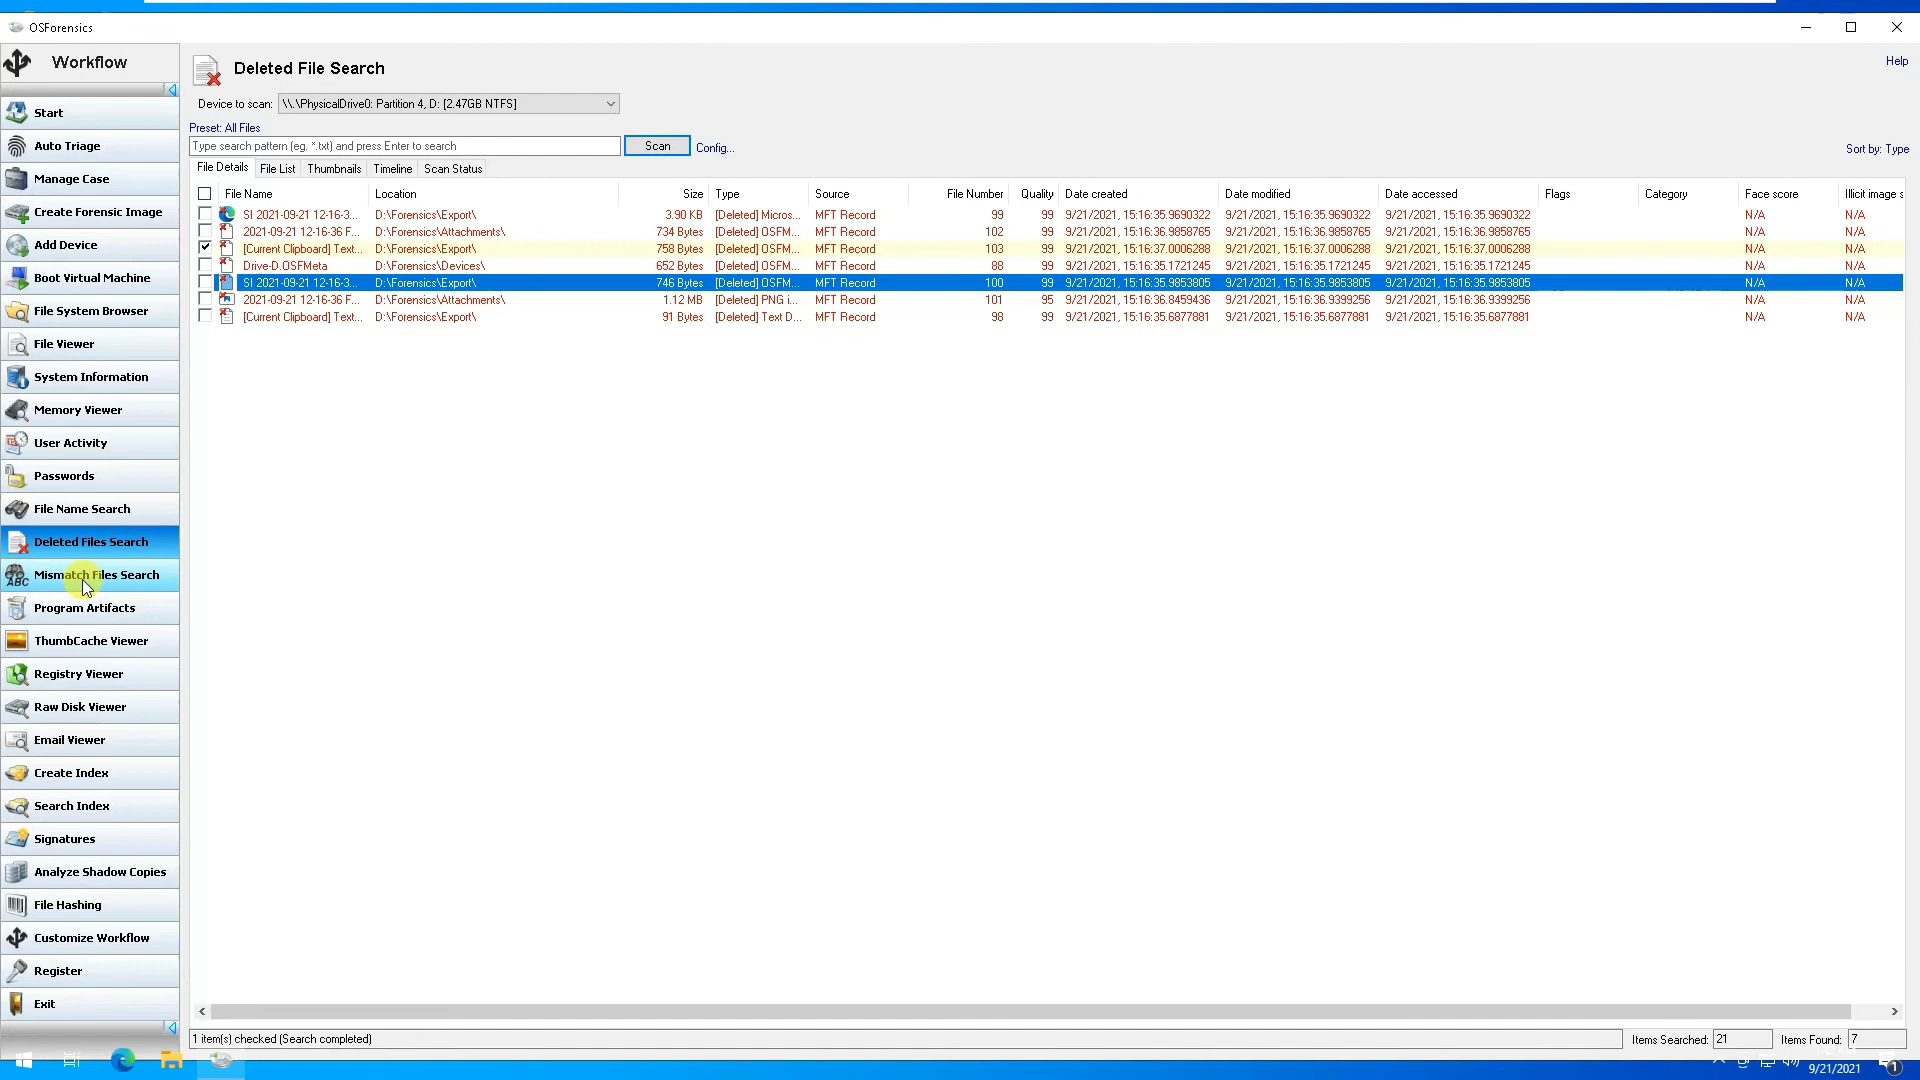 OSForensics
Workflow
Start
Auto Triage
Manage Case
Create Forensic Image
Add Device
Boot Virtual Machine
File System Browser
File Viewer
System Information
Memory Viewer
User Activity
Passwords
File Name Search
Deleted Files Search
Mismatch Files Search
ABC
Program Artifacts
ThumbCache Viewer
Registry Viewer
Raw Disk Viewer
Email Viewer
Create Index
Search Index
Signatures
Analyze Shadow Copies
File Hashing
Customize Workflow
Register
Exit
Deleted File Search
Help
Device to scan: \\.\PhysicalDrive0: Partition 4, D: [2.47GB NTFS]
Preset: All Files
Type search pattern (eg. *.txt) and press Enter to search Scan Config...
Sort by: Type
File Details File List Thumbnails Timeline Scan Status
File Name Location Size Type Source File Number Quality Date created Date modified Date accessed Flags Category Face score Illicit image s
SI 2021-09-21 12-16-3... D:\Forensics\Export\ 3.90 KB [Deleted] Micros... MFT Record 99 99 9/21/2021, 15:16:35.9690322 9/21/2021, 15:16:35.9690322 9/21/2021, 15:16:35.9690322 N/A N/A
2021-09-21 12-16-36 F... D:\Forensics\Attachments\ 734 Bytes [Deleted] OSFM... MFT Record 102 99 9/21/2021, 15:16:36.9858765 9/21/2021, 15:16:36.9858765 9/21/2021, 15:16:36.9858765 N/A N/A
[Current Clipboard] Text... D:\Forensics\Export\ 758 Bytes [Deleted] OSFM... MFT Record 103 99 9/21/2021, 15:16:37.0006288 9/21/2021, 15:16:37.0006288 9/21/2021, 15:16:37.0006288 N/A N/A
Drive-D.OSFMeta D:\Forensics\Devices\ 652 Bytes [Deleted] OSFM... MFT Record 88 99 9/21/2021, 15:16:35.1721245 9/21/2021, 15:16:35.1721245 9/21/2021, 15:16:35.1721245 N/A N/A
SI 2021-09-21 12-16-3... D:\Forensics\Export\ 746 Bytes [Deleted] OSFM... MFT Record 100 99 9/21/2021, 15:16:35.9853805 9/21/2021, 15:16:35.9853805 9/21/2021, 15:16:35.9853805 N/A N/A
2021-09-21 12-16-36 F... D:\Forensics\Attachments\ 1.12 MB [Deleted] PNG i... MFT Record 101 95 9/21/2021, 15:16:36.8459436 9/21/2021, 15:16:36.9399256 9/21/2021, 15:16:36.9399256 N/A N/A
[Current Clipboard] Text... D:\Forensics\Export\ 91 Bytes [Deleted] Text D... MFT Record 98 99 9/21/2021, 15:16:35.6877881 9/21/2021, 15:16:35.6877881 9/21/2021, 15:16:35.6877881 N/A N/A
1 item(s) checked (Search completed) Items Searched: 21 Items Found: 7
9/21/2021
1